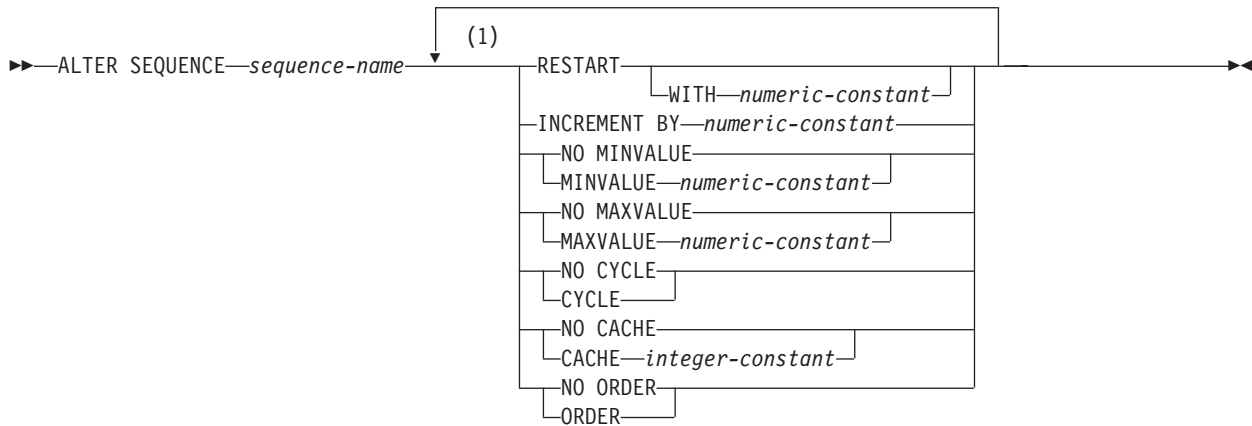 (1)
ALTER SEQUENCE sequence-name RESTART
WITH numeric-constant
INCREMENT BY numeric-constant
NO MINVALUE
MINVALUE numeric-constant
NO MAXVALUE
MAXVALUE numeric-constant
NO CYCLE
CYCLE
NO CACHE
CACHE integer-constant
NO ORDER
ORDER